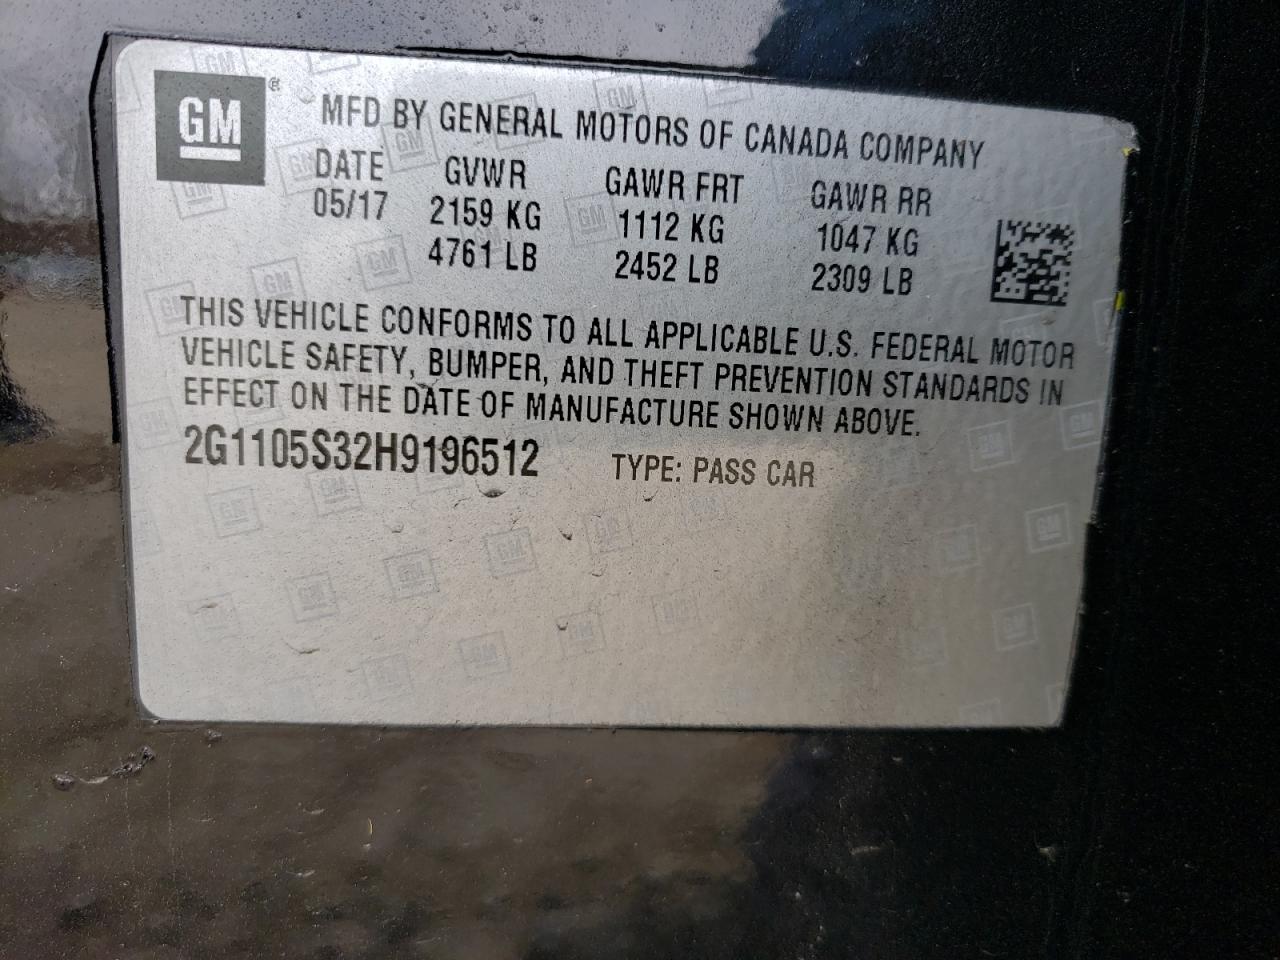 GM ®
MFD BY GENERAL MOTORS OF CANADA COMPANY
DATE GVWR GAWR FRT GAWR RR
05/17 2159 KG 1112 KG 1047 KG
4761 LB 2452 LB 2309 LB
THIS VEHICLE CONFORMS TO ALL APPLICABLE U.S. FEDERAL MOTOR
VEHICLE SAFETY, BUMPER, AND THEFT PREVENTION STANDARDS IN
EFFECT ON THE DATE OF MANUFACTURE SHOWN ABOVE.
2G1105S32H9196512 TYPE: PASS CAR